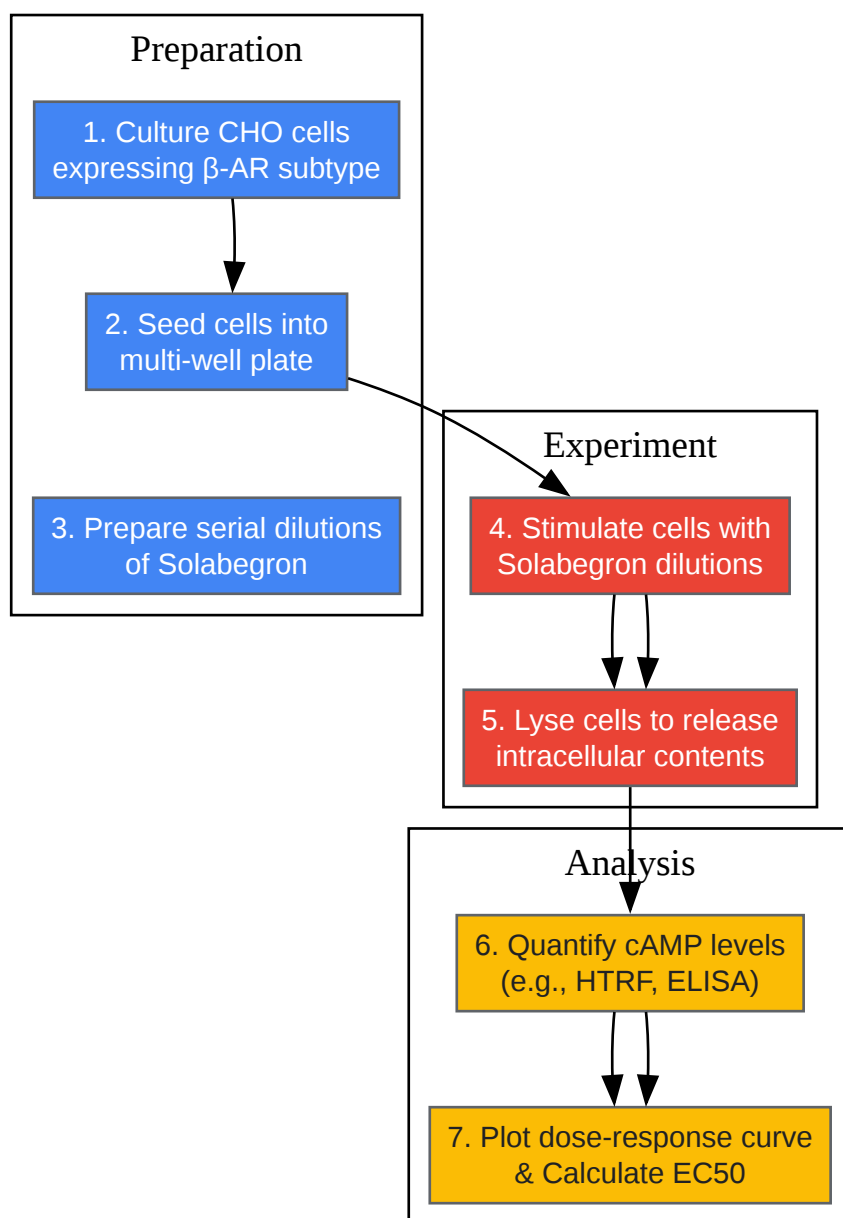 Preparation
1. Culture CHO cells
expressing β-AR subtype
2. Seed cells into
multi-well plate
3. Prepare serial dilutions
of Solabegron
Experiment
4. Stimulate cells with
Solabegron dilutions
5. Lyse cells to release
intracellular contents
Analysis
6. Quantify cAMP levels
(e.g., HTRF, ELISA)
7. Plot dose-response curve
& Calculate EC50